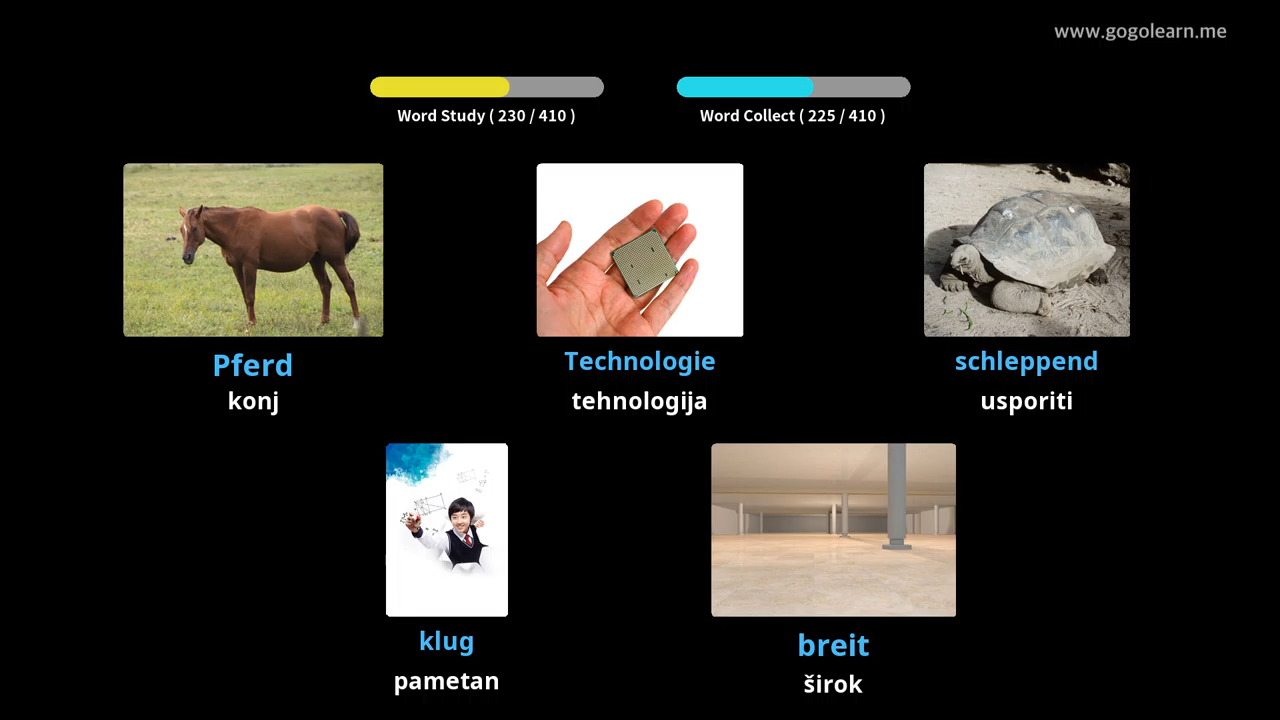 www.gogolearn.me
Word Study ( 230 / 410 )
Word Collect ( 225 / 410 )
Pferd
konj
Technologie
tehnologija
schleppend
usporiti
klug
pametan
breit
širok